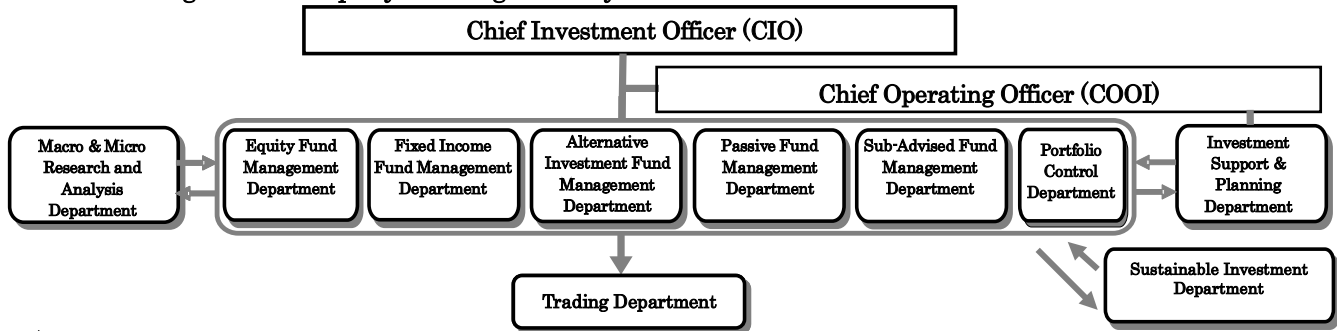 Chief Investment Officer (CIO)
Chief Operating Officer (COOI)
Macro & Micro
Research and
Analysis
Department
Equity Fund
Management
Department
Fixed Income
Fund Management
Department
Alternative
Investment Fund
Management
Department
Passive Fund
Management
Department
Sub-Advised Fund
Management
Department
Portfolio
Control
Department
Investment
Support &
Planning
Department
Sustainable Investment
Department
Trading Department